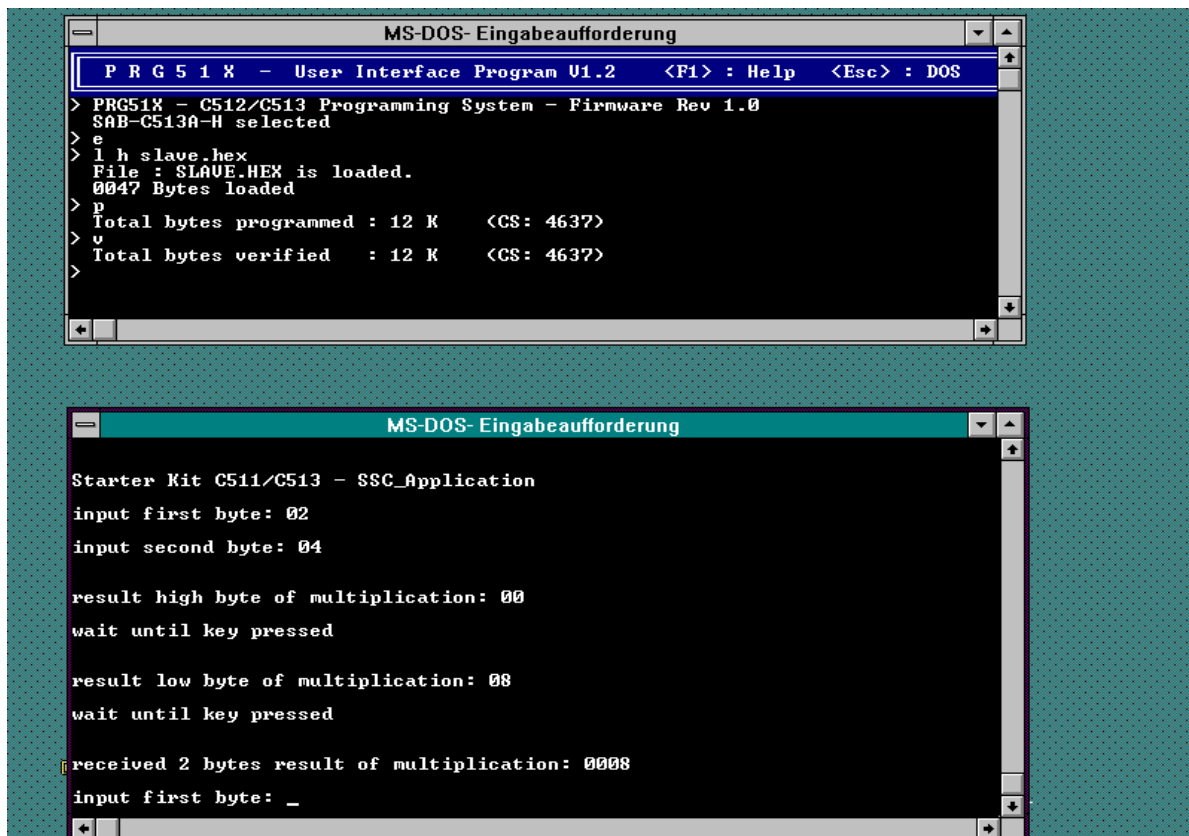 MS-DOS- Eingabeaufforderung
P R G 5 1 X - User Interface Program V1.2 <F1> : Help <Esc> : DOS
> PRG51X - C512/C513 Programming System - Firmware Rev 1.0
SAB-C513A-H selected
> e
> l h slave.hex
File : SLAVE.HEX is loaded.
0047 Bytes loaded
> p
Total bytes programmed : 12 K (CS: 4637)
> v
Total bytes verified : 12 K (CS: 4637)
>
MS-DOS- Eingabeaufforderung
Starter Kit C511/C513 - SSC_Application
input first byte: 02
input second byte: 04
result high byte of multiplication: 00
wait until key pressed
result low byte of multiplication: 08
wait until key pressed
received 2 bytes result of multiplication: 0008
input first byte: _